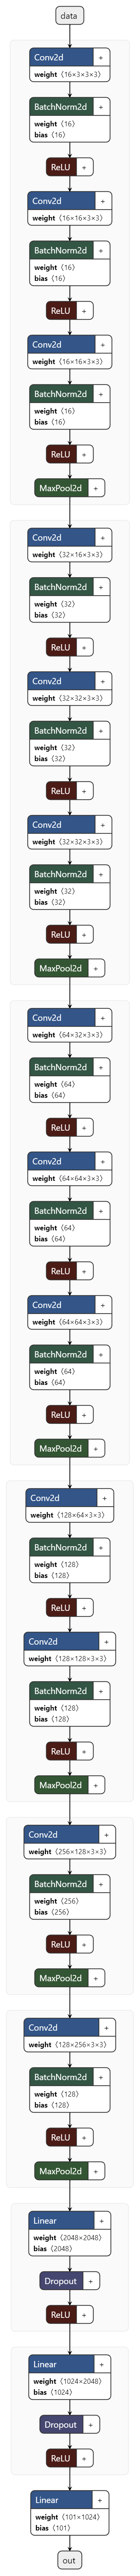 data
Conv2d +
weight ⟨16×3×3×3⟩
BatchNorm2d +
weight ⟨16⟩
bias ⟨16⟩
ReLU +
Conv2d +
weight ⟨16×16×3×3⟩
BatchNorm2d +
weight ⟨16⟩
bias ⟨16⟩
ReLU +
Conv2d +
weight ⟨16×16×3×3⟩
BatchNorm2d +
weight ⟨16⟩
bias ⟨16⟩
ReLU +
MaxPool2d +
Conv2d +
weight ⟨32×16×3×3⟩
BatchNorm2d +
weight ⟨32⟩
bias ⟨32⟩
ReLU +
Conv2d +
weight ⟨32×32×3×3⟩
BatchNorm2d +
weight ⟨32⟩
bias ⟨32⟩
ReLU +
Conv2d +
weight ⟨32×32×3×3⟩
BatchNorm2d +
weight ⟨32⟩
bias ⟨32⟩
ReLU +
MaxPool2d +
Conv2d +
weight ⟨64×32×3×3⟩
BatchNorm2d +
weight ⟨64⟩
bias ⟨64⟩
ReLU +
Conv2d +
weight ⟨64×64×3×3⟩
BatchNorm2d +
weight ⟨64⟩
bias ⟨64⟩
ReLU +
Conv2d +
weight ⟨64×64×3×3⟩
BatchNorm2d +
weight ⟨64⟩
bias ⟨64⟩
ReLU +
MaxPool2d +
Conv2d +
weight ⟨128×64×3×3⟩
BatchNorm2d +
weight ⟨128⟩
bias ⟨128⟩
ReLU +
Conv2d +
weight ⟨128×128×3×3⟩
BatchNorm2d +
weight ⟨128⟩
bias ⟨128⟩
ReLU +
MaxPool2d +
Conv2d +
weight ⟨256×128×3×3⟩
BatchNorm2d +
weight ⟨256⟩
bias ⟨256⟩
ReLU +
MaxPool2d +
Conv2d +
weight ⟨128×256×3×3⟩
BatchNorm2d +
weight ⟨128⟩
bias ⟨128⟩
ReLU +
MaxPool2d +
Linear +
weight ⟨2048×2048⟩
bias ⟨2048⟩
Dropout +
ReLU +
Linear +
weight ⟨1024×2048⟩
bias ⟨1024⟩
Dropout +
ReLU +
Linear +
weight ⟨101×1024⟩
bias ⟨101⟩
out